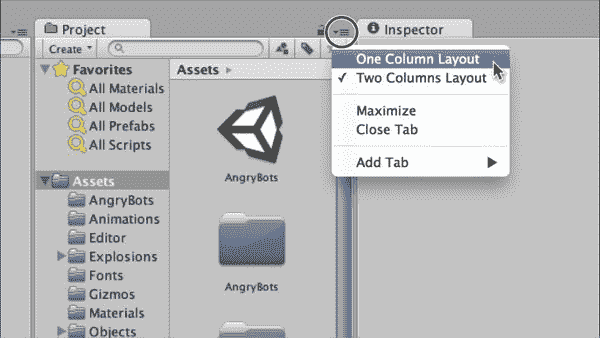 Project
Inspector
Create
Favorites
All Materials
All Models
All Prefabs
All Scripts
Assets
AngryBots
Animations
Editor
Explosions
Fonts
Gizmos
Materials
Objects
Assets
AngryBots
AngryBots
One Column Layout
Two Columns Layout
Maximize
Close Tab
Add Tab